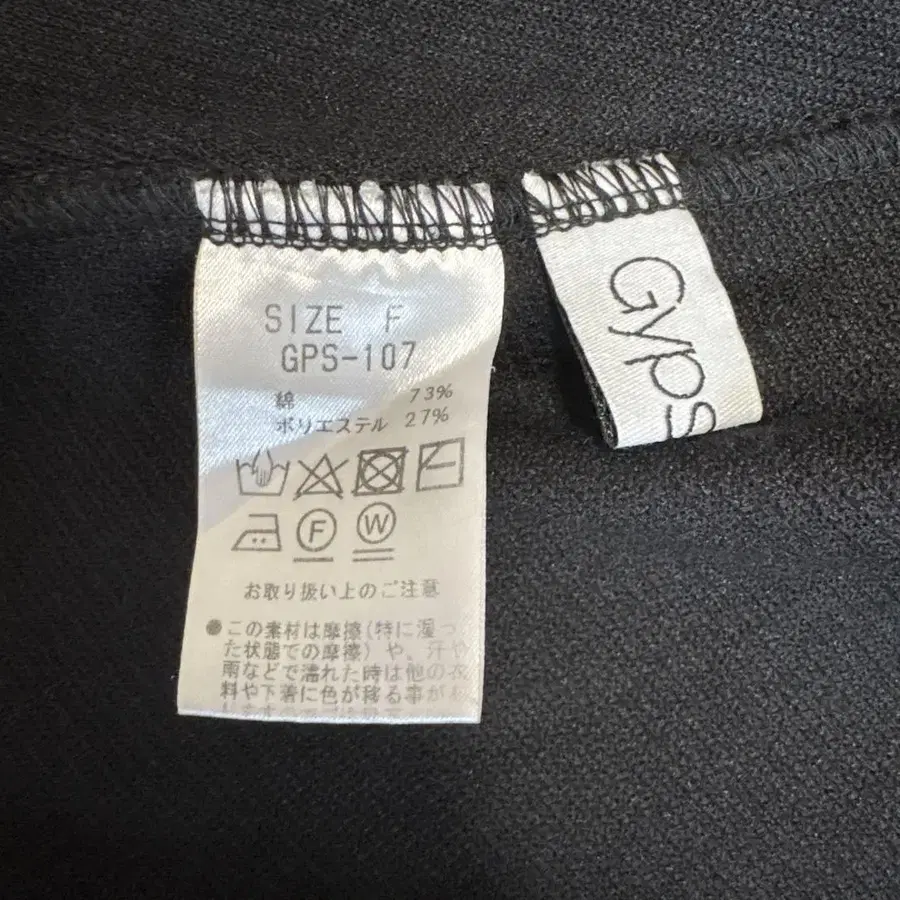 SIZE F
GPS-107
綿 73%
ポリエステル 27%
F W
お取り扱い上のご注意
●この素材は摩擦(特に湿っ
た状態での摩擦)や、汗や
雨などで濡れた時は他の衣
料や下着に色が移る事が
Gyps